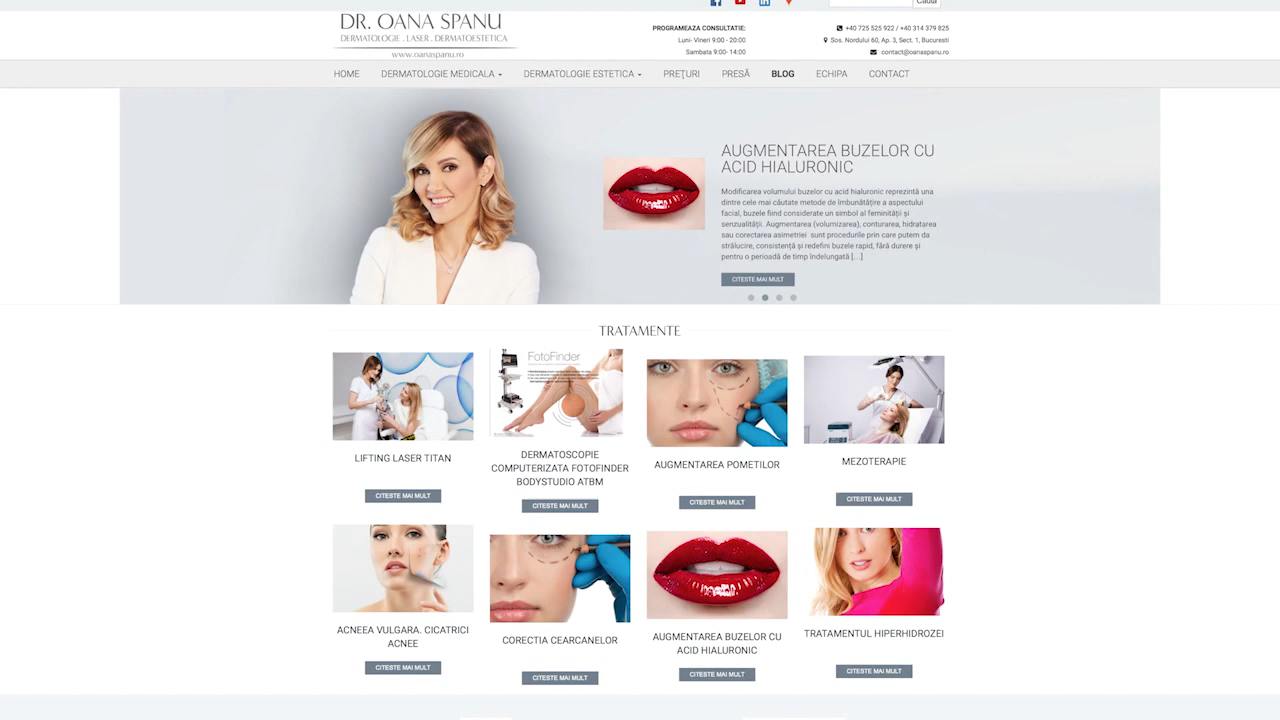 Cauta
DR. OANA SPANU
DERMATOLOGIE . LASER . DERMATOESTETICA
www.oanaspanu.ro
PROGRAMEAZA CONSULTATIE:
Luni- Vineri 9:00 - 20:00
Sambata 9:00- 14:00
+40 725 525 922 / +40 314 379 825
Sos. Nordului 60, Ap. 3, Sect. 1, Bucuresti
contact@oanaspanu.ro
HOME DERMATOLOGIE MEDICALA DERMATOLOGIE ESTETICA PREŢURI PRESĂ BLOG ECHIPA CONTACT
AUGMENTAREA BUZELOR CU
ACID HIALURONIC
Modificarea volumului buzelor cu acid hialuronic reprezintă una
dintre cele mai căutate metode de îmbunătățire a aspectului
facial, buzele fiind considerate un simbol al feminității și
senzualității. Augmentarea (volumizarea), conturarea, hidratarea
sau corectarea asimetriei  sunt procedurile prin care putem da
strălucire, consistență și redefini buzele rapid, fără durere și
pentru o perioadă de timp îndelungată […]
CITESTE MAI MULT
TRATAMENTE
FotoFinder
LIFTING LASER TITAN
CITESTE MAI MULT
DERMATOSCOPIE
COMPUTERIZATA FOTOFINDER
BODYSTUDIO ATBM
CITESTE MAI MULT
AUGMENTAREA POMETILOR
CITESTE MAI MULT
MEZOTERAPIE
CITESTE MAI MULT
ACNEEA VULGARA. CICATRICI
ACNEE
CITESTE MAI MULT
CORECTIA CEARCANELOR
CITESTE MAI MULT
AUGMENTAREA BUZELOR CU
ACID HIALURONIC
CITESTE MAI MULT
TRATAMENTUL HIPERHIDROZEI
CITESTE MAI MULT